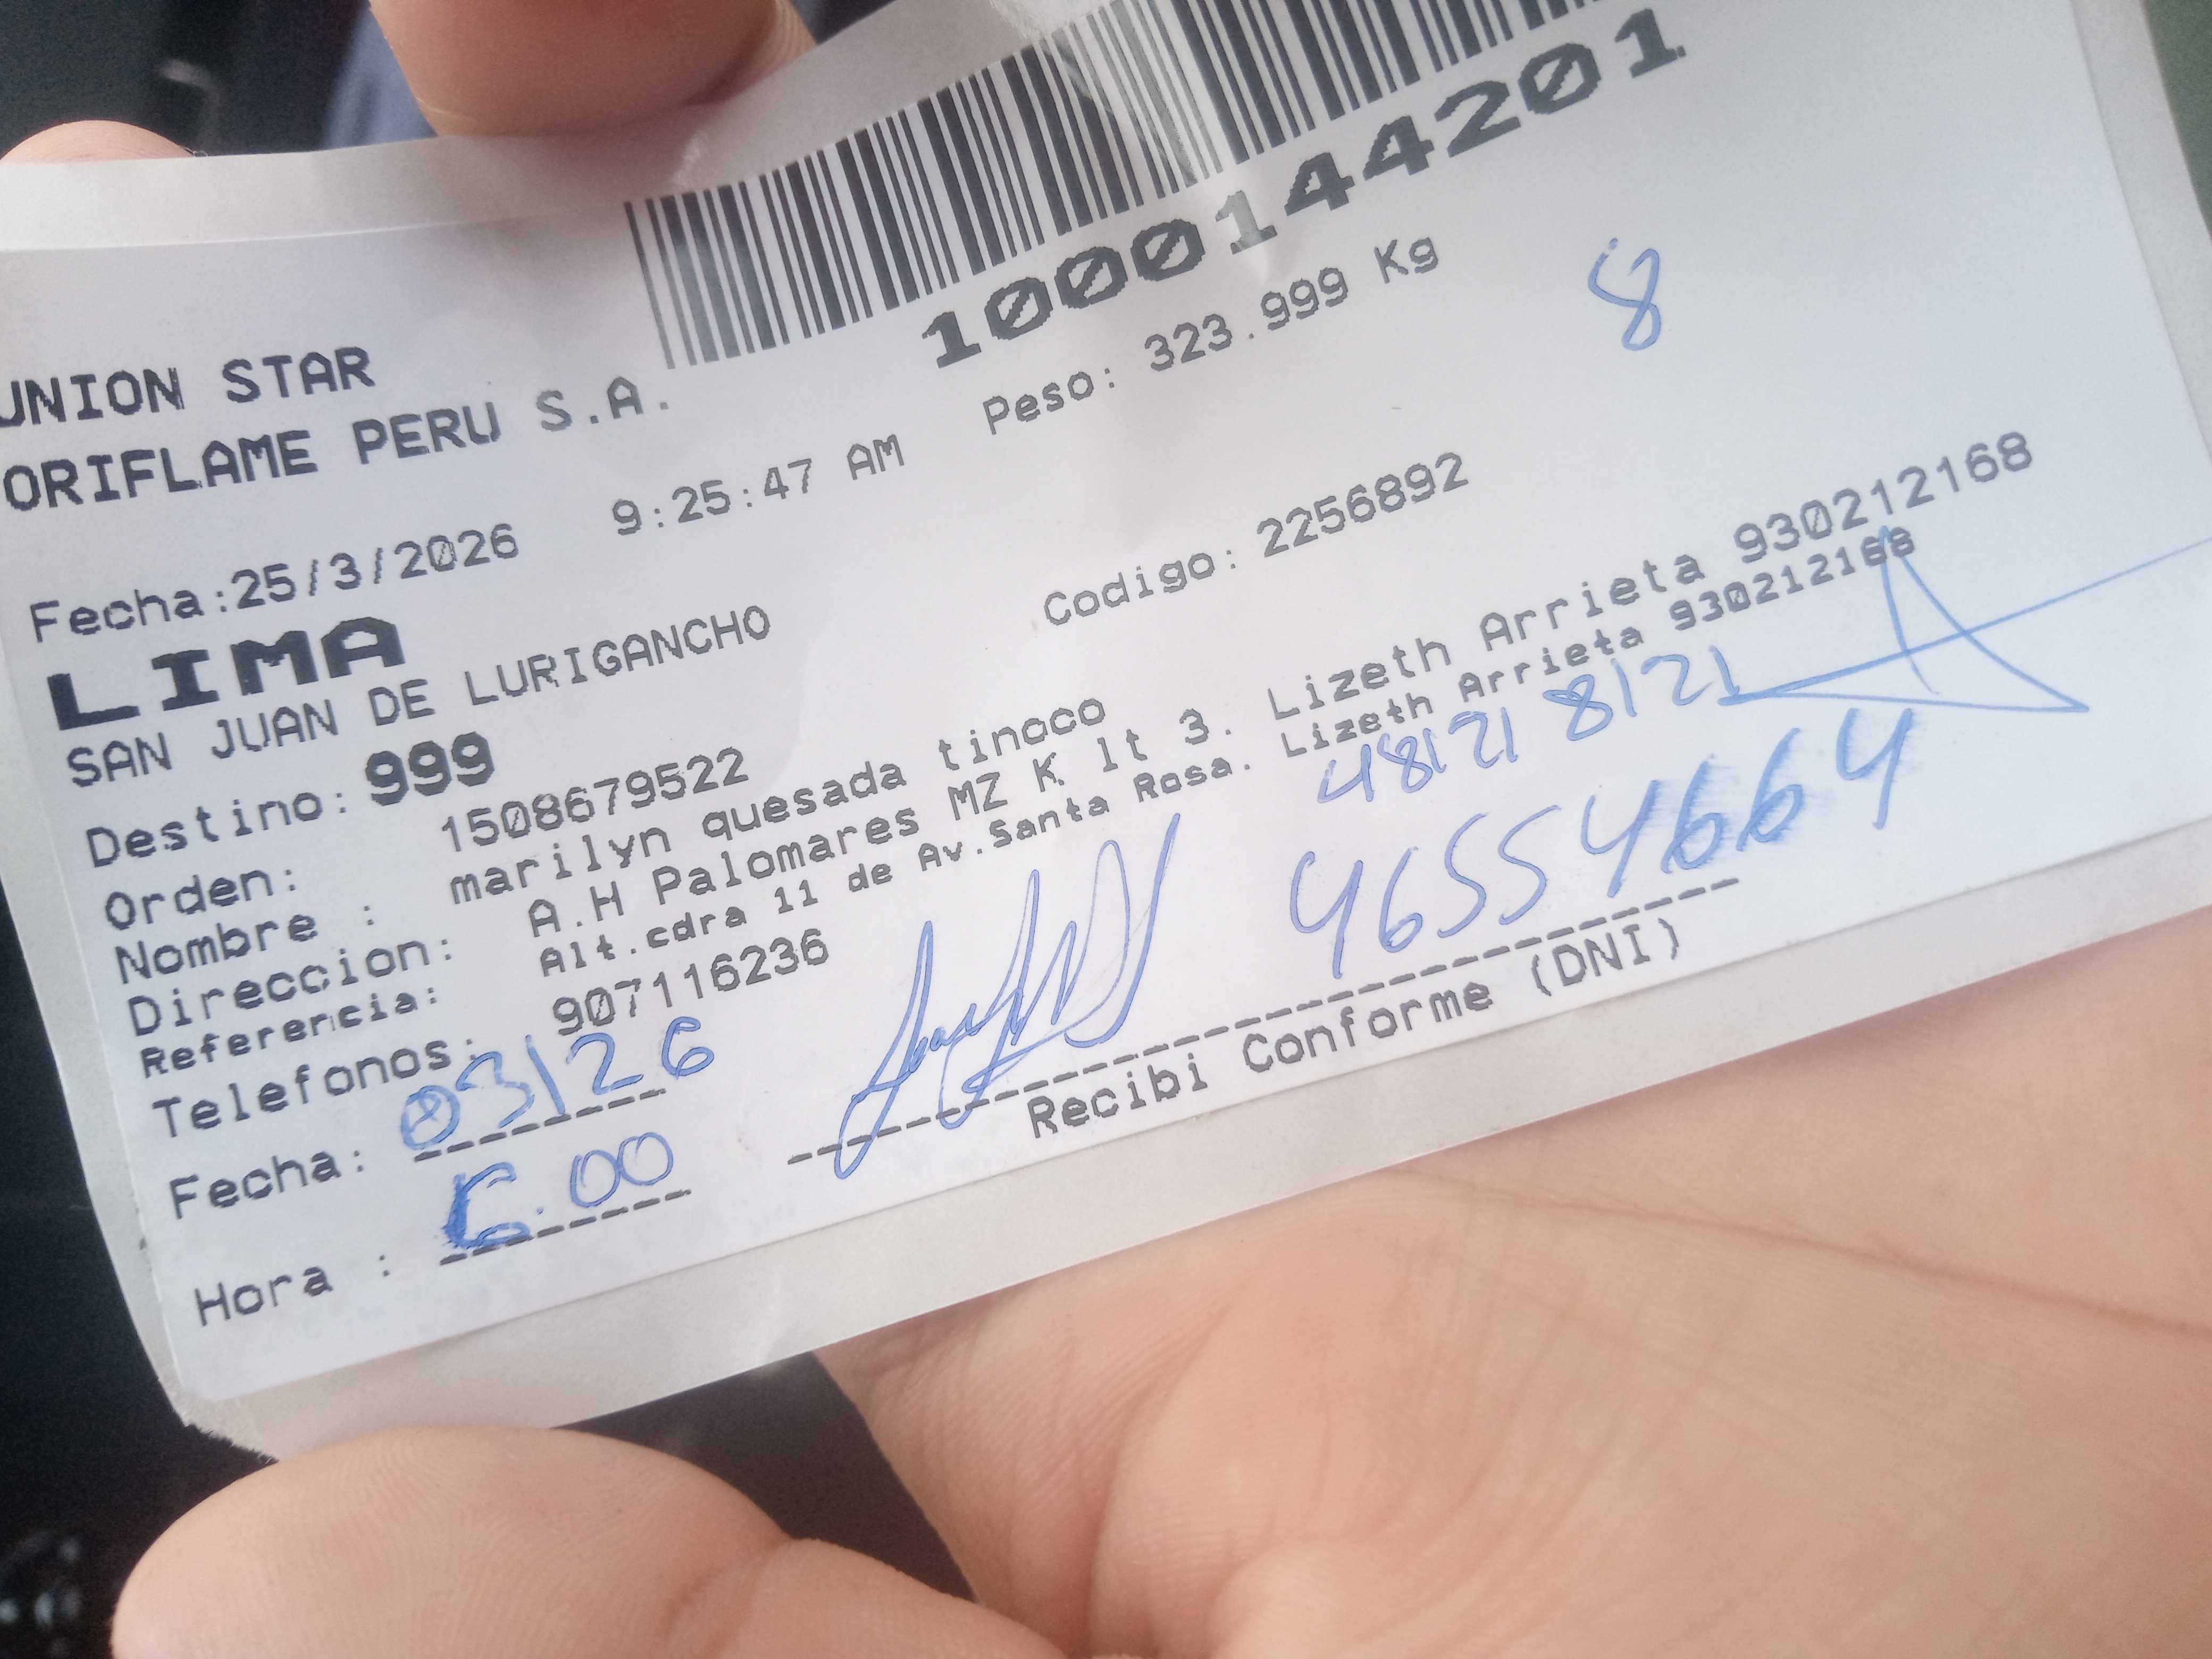 1000144201
UNION STAR
ORIFLAME PERU S.A.
Fecha:25/3/2026 9:25:47 AM Peso: 323.999 Kg 8
LIMA
SAN JUAN DE LURIGANCHO Codigo: 2256892
Destino: 999
Orden: 1508679522
Nombre : marilyn quesada tinoco
Direccion: A.H Palomares MZ K lt 3. Lizeth Arrieta 930212168
Referencia: Alt.cdra 11 de Av.Santa Rosa. Lizeth Arrieta 930212168
Telefonos: 907116236
48121 8121
46554664
Fecha: 03/26
Hora : 6:00
Recibi Conforme (DNI)